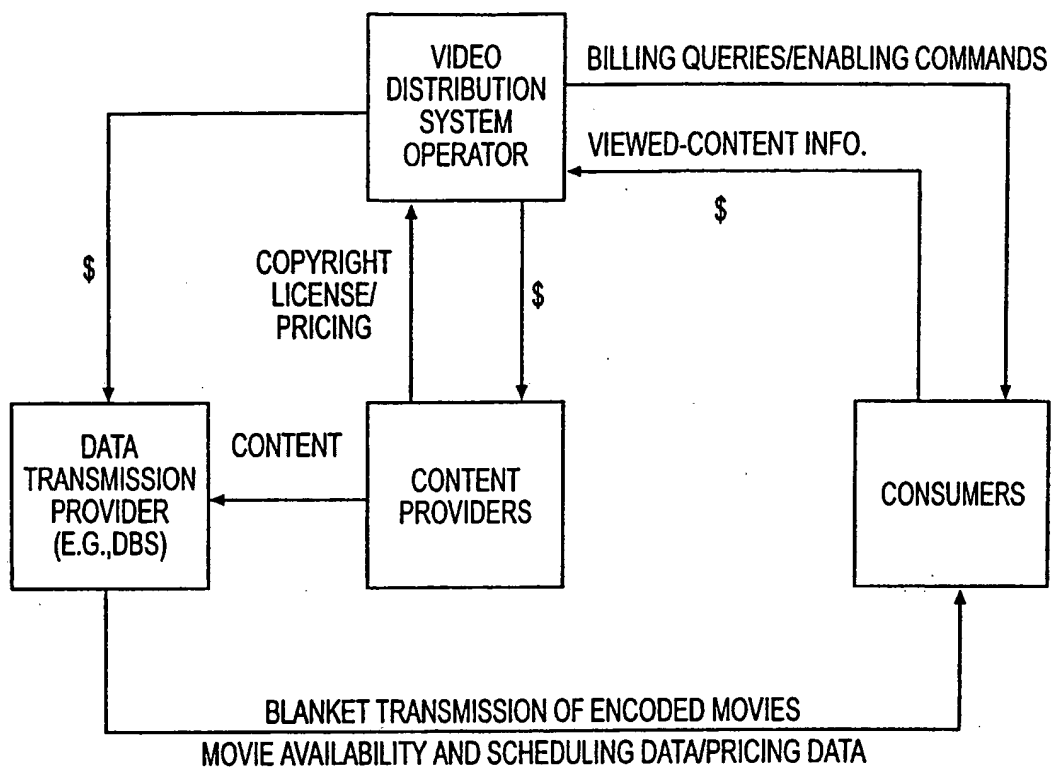 VIDEO
DISTRIBUTION
SYSTEM
OPERATOR
BILLING QUERIES/ENABLING COMMANDS
VIEWED-CONTENT INFO.
$
$
COPYRIGHT
LICENSE/
PRICING
$
DATA
TRANSMISSION
PROVIDER
(E.G.,DBS)
CONTENT
CONTENT
PROVIDERS
CONSUMERS
BLANKET TRANSMISSION OF ENCODED MOVIES
MOVIE AVAILABILITY AND SCHEDULING DATA/PRICING DATA